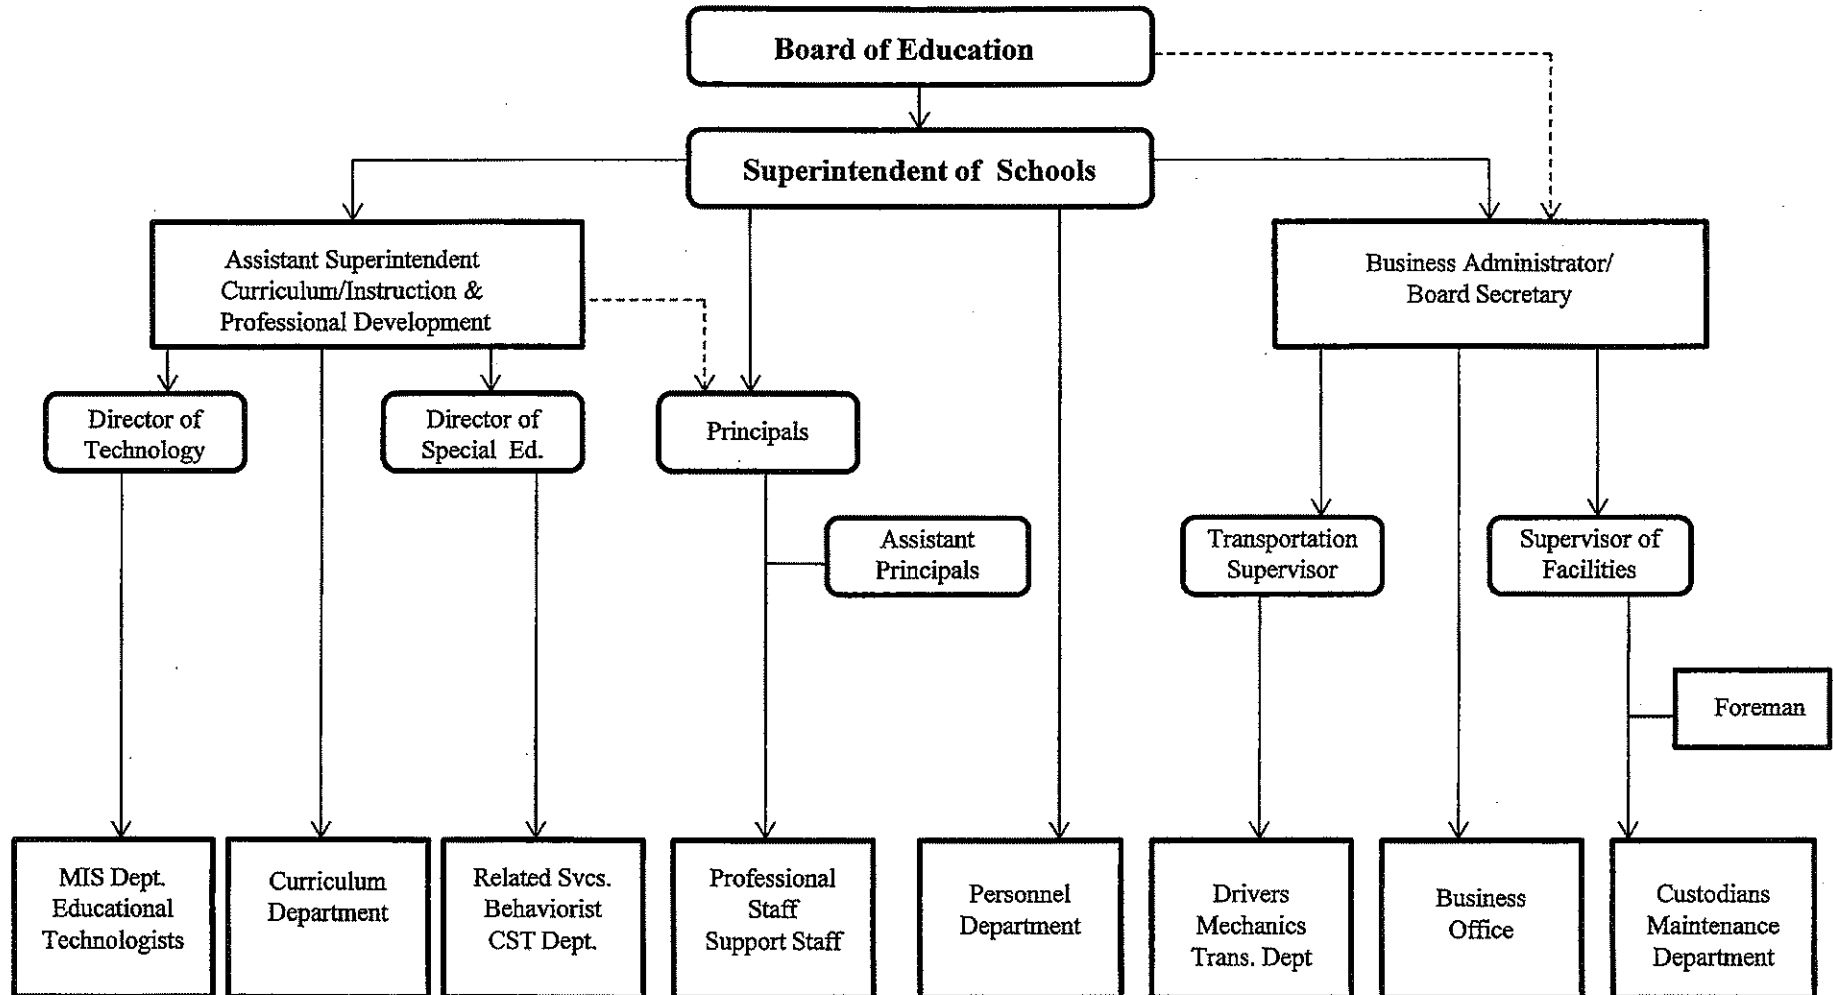 Board of Education
Superintendent of Schools
Assistant Superintendent
Curriculum/Instruction &
Professional Development
Business Administrator/
Board Secretary
Director of
Technology
Director of
Special Ed.
Principals
Assistant
Principals
Transportation
Supervisor
Supervisor of
Facilities
Foreman
MIS Dept.
Educational
Technologists
Curriculum
Department
Related Svcs.
Behaviorist
CST Dept.
Professional
Staff
Support Staff
Personnel
Department
Drivers
Mechanics
Trans. Dept
Business
Office
Custodians
Maintenance
Department